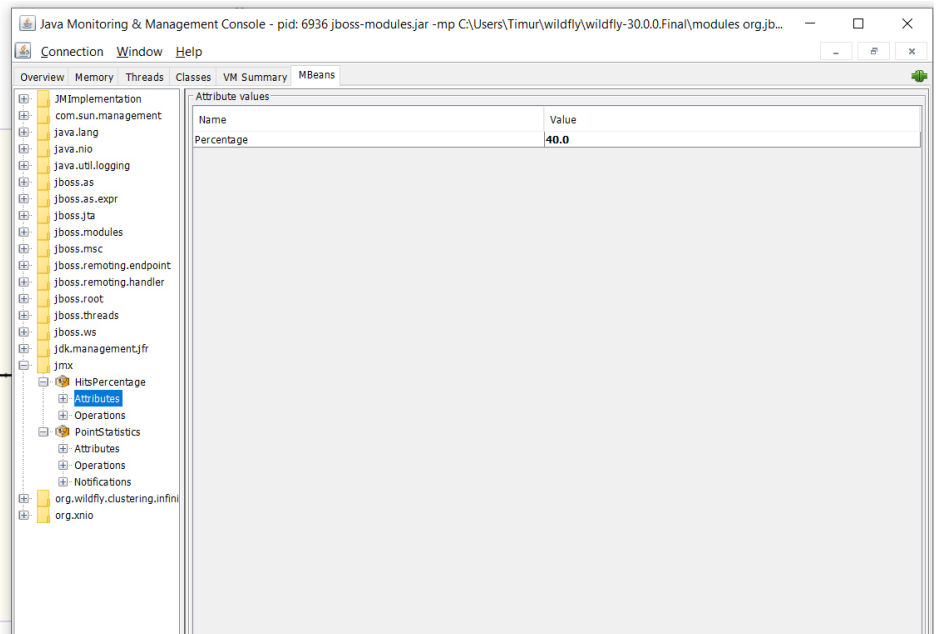 Java Monitoring & Management Console - pid: 6936 jboss-modules.jar -mp C:\Users\Timur\wildfly\wildfly-30.0.0.Final\modules org.jb...
Connection Window Help
Overview Memory Threads Classes VM Summary MBeans
Attribute values
Name Value
Percentage 40.0
JMImplementation
com.sun.management
java.lang
java.nio
java.util.logging
jboss.as
jboss.as.expr
jboss.jta
jboss.modules
jboss.msc
jboss.remoting.endpoint
jboss.remoting.handler
jboss.root
jboss.threads
jboss.ws
jdk.management.jfr
jmx
HitsPercentage
Attributes
Operations
PointStatistics
Attributes
Operations
Notifications
org.wildfly.clustering.infini
org.xnio